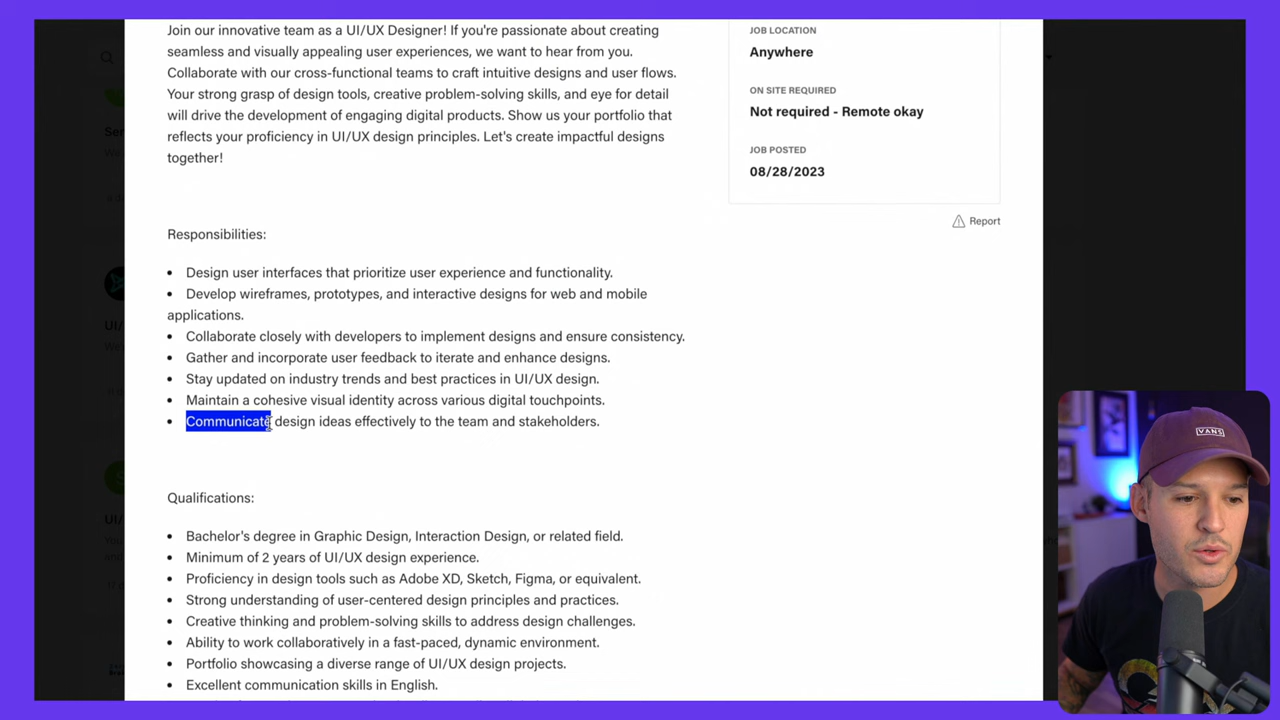 Join our innovative team as a UI/UX Designer! If you're passionate about creating
seamless and visually appealing user experiences, we want to hear from you.
Collaborate with our cross-functional teams to craft intuitive designs and user flows.
Your strong grasp of design tools, creative problem-solving skills, and eye for detail
will drive the development of engaging digital products. Show us your portfolio that
reflects your proficiency in UI/UX design principles. Let's create impactful designs
together!
Responsibilities:
• Design user interfaces that prioritize user experience and functionality.
• Develop wireframes, prototypes, and interactive designs for web and mobile
applications.
• Collaborate closely with developers to implement designs and ensure consistency.
• Gather and incorporate user feedback to iterate and enhance designs.
• Stay updated on industry trends and best practices in UI/UX design.
• Maintain a cohesive visual identity across various digital touchpoints.
• Communicate design ideas effectively to the team and stakeholders.
Qualifications:
• Bachelor's degree in Graphic Design, Interaction Design, or related field.
• Minimum of 2 years of UI/UX design experience.
• Proficiency in design tools such as Adobe XD, Sketch, Figma, or equivalent.
• Strong understanding of user-centered design principles and practices.
• Creative thinking and problem-solving skills to address design challenges.
• Ability to work collaboratively in a fast-paced, dynamic environment.
• Portfolio showcasing a diverse range of UI/UX design projects.
• Excellent communication skills in English.
JOB LOCATION
Anywhere
ON SITE REQUIRED
Not required - Remote okay
JOB POSTED
08/28/2023
Report
VANS